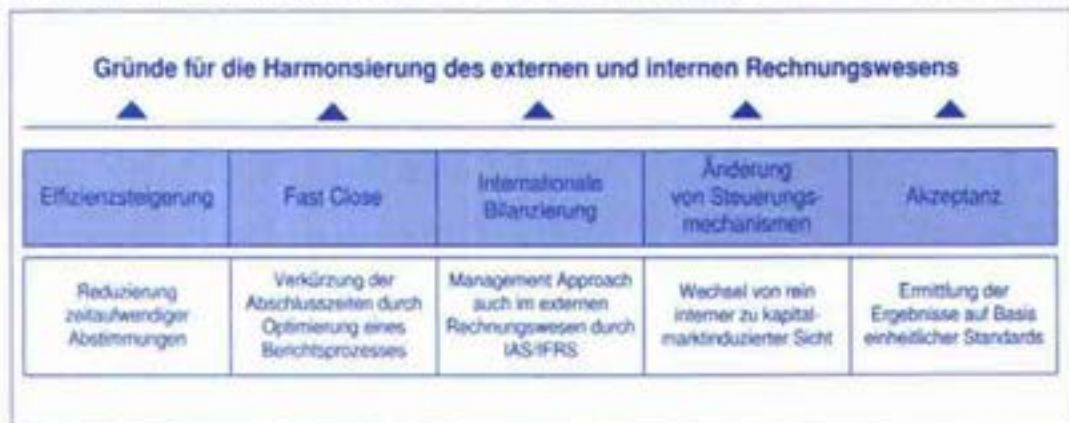 Gründe für die Harmonsierung des externen und internen Rechnungswesens
Effizienzsteigerung
Fast Close
Internationale
Bilanzierung
Änderung
von Steuerungs-
mechanismen
Akzeptanz
Reduzierung
zeitaufwendiger
Abstimmungen
Verkürzung der
Abschlusszeiten durch
Optimierung eines
Berichtsprozesses
Management Approach
auch im externen
Rechnungswesen durch
IAS/IFRS
Wechsel von rein
interner zu kapital-
marktinduzierter Sicht
Ermittlung der
Ergebnisse auf Basis
einheitlicher Standards